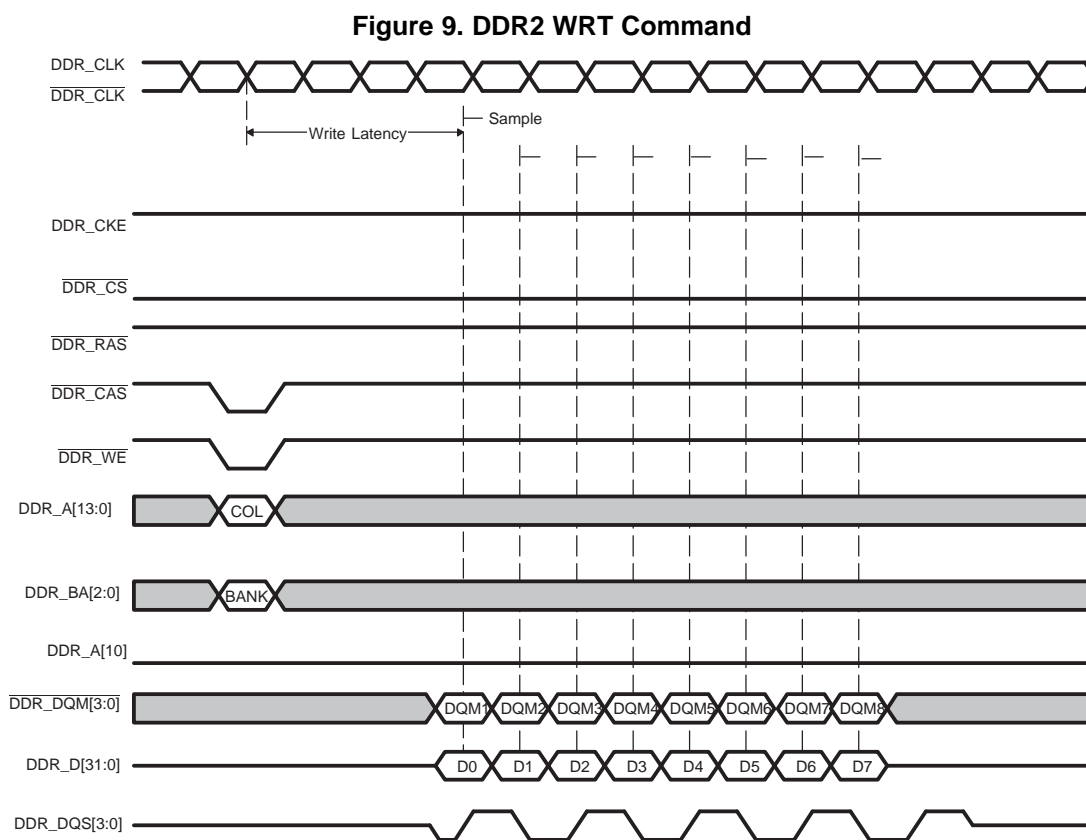 Figure 9. DDR2 WRT Command
DDR_CLK
DDR_CLK
Sample
Write Latency
DDR_CKE
DDR_CS
DDR_RAS
DDR_CAS
DDR_WE
DDR_A[13:0] COL
DDR_BA[2:0] BANK
DDR_A[10]
DDR_DQM[3:0] DQM1 DQM2 DQM3 DQM4 DQM5 DQM6 DQM7 DQM8
DDR_D[31:0] D0 D1 D2 D3 D4 D5 D6 D7
DDR_DQS[3:0]